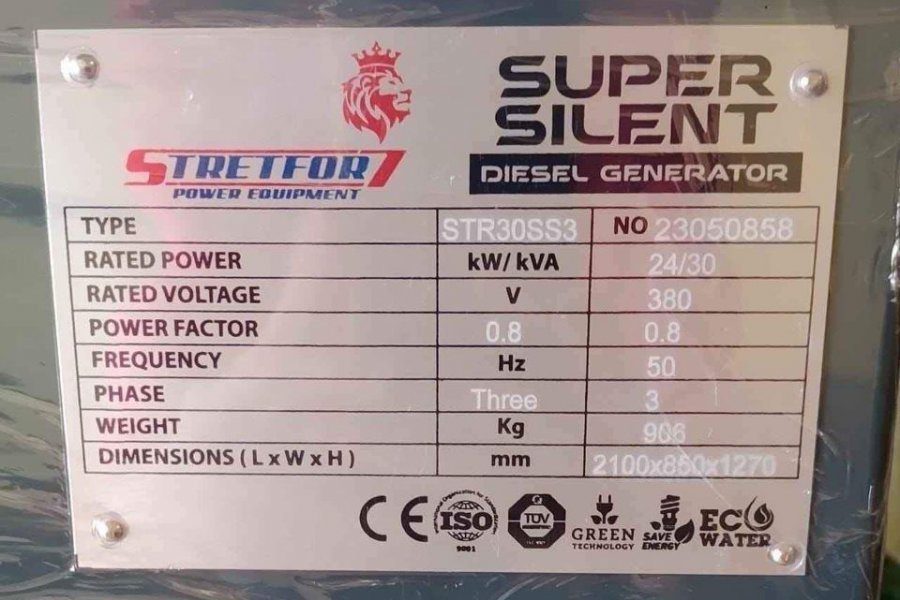 SUPER
SILENT
STRETFOR7
POWER EQUIPMENT
DIESEL GENERATOR
TYPE STR30SS3 NO 23050858
RATED POWER kW/ kVA 24/30
RATED VOLTAGE V 380
POWER FACTOR 0.8 0.8
FREQUENCY Hz 50
PHASE Three 3
WEIGHT Kg 906
DIMENSIONS ( L x W x H ) mm 2100x850x1270
CE ISO 9001 TÜV
GREEN TECHNOLOGY
SAVE ENERGY
ECO WATER